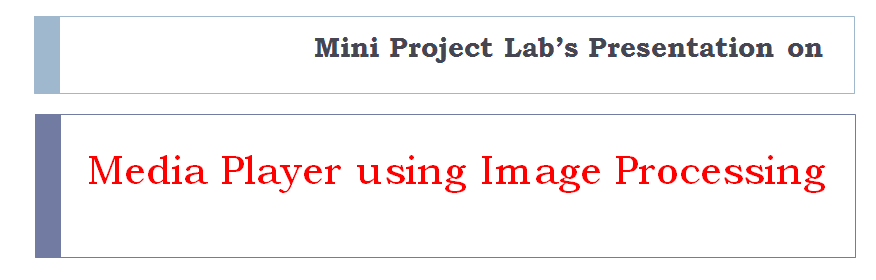 Mini Project Lab’s Presentation on
Media Player using Image Processing